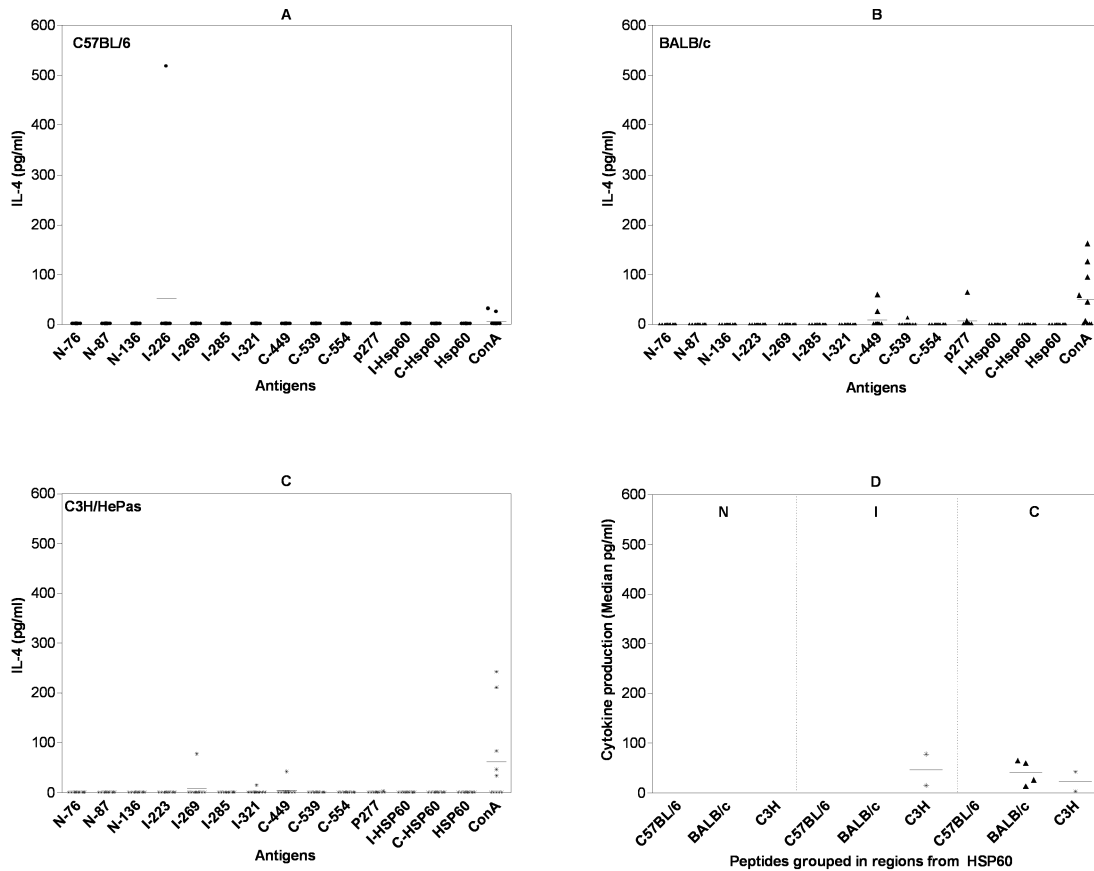 A
C57BL/6
IL-4 (pg/ml)
600
500
400
300
200
100
0
N-76
N-87
N-136
I-226
I-269
I-285
I-321
C-449
C-539
C-554
p277
I-Hsp60
C-Hsp60
Hsp60
ConA
Antigens
B
BALB/c
IL-4 (pg/ml)
600
500
400
300
200
100
0
N-76
N-87
N-136
I-223
I-269
I-285
I-321
C-449
C-539
C-554
p277
I-Hsp60
C-Hsp60
Hsp60
ConA
Antigens
C
C3H/HePas
IL-4 (pg/ml)
600
500
400
300
200
100
0
N-76
N-87
N-136
I-223
I-269
I-285
I-321
C-449
C-539
C-554
P277
I-HSP60
C-HSP60
HSP60
ConA
Antigens
D
N
I
C
Cytokine production (Median pg/ml)
600
500
400
300
200
100
0
C57BL/6
BALB/c
C3H
C57BL/6
BALB/c
C3H
C57BL/6
BALB/c
C3H
Peptides grouped in regions from HSP60